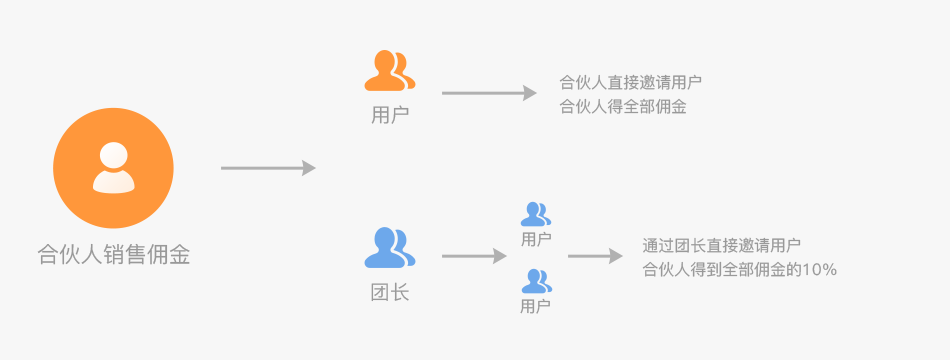 合伙人销售佣金
用户
合伙人直接邀请用户
合伙人得全部佣金
团长
用户
用户
通过团长直接邀请用户
合伙人得到全部佣金的10%